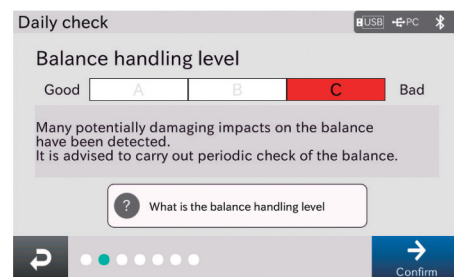 Daily check
USB PC
Balance handling level
Good A B C Bad
Many potentially damaging impacts on the balance
have been detected.
It is advised to carry out periodic check of the balance.
? What is the balance handling level
Confirm